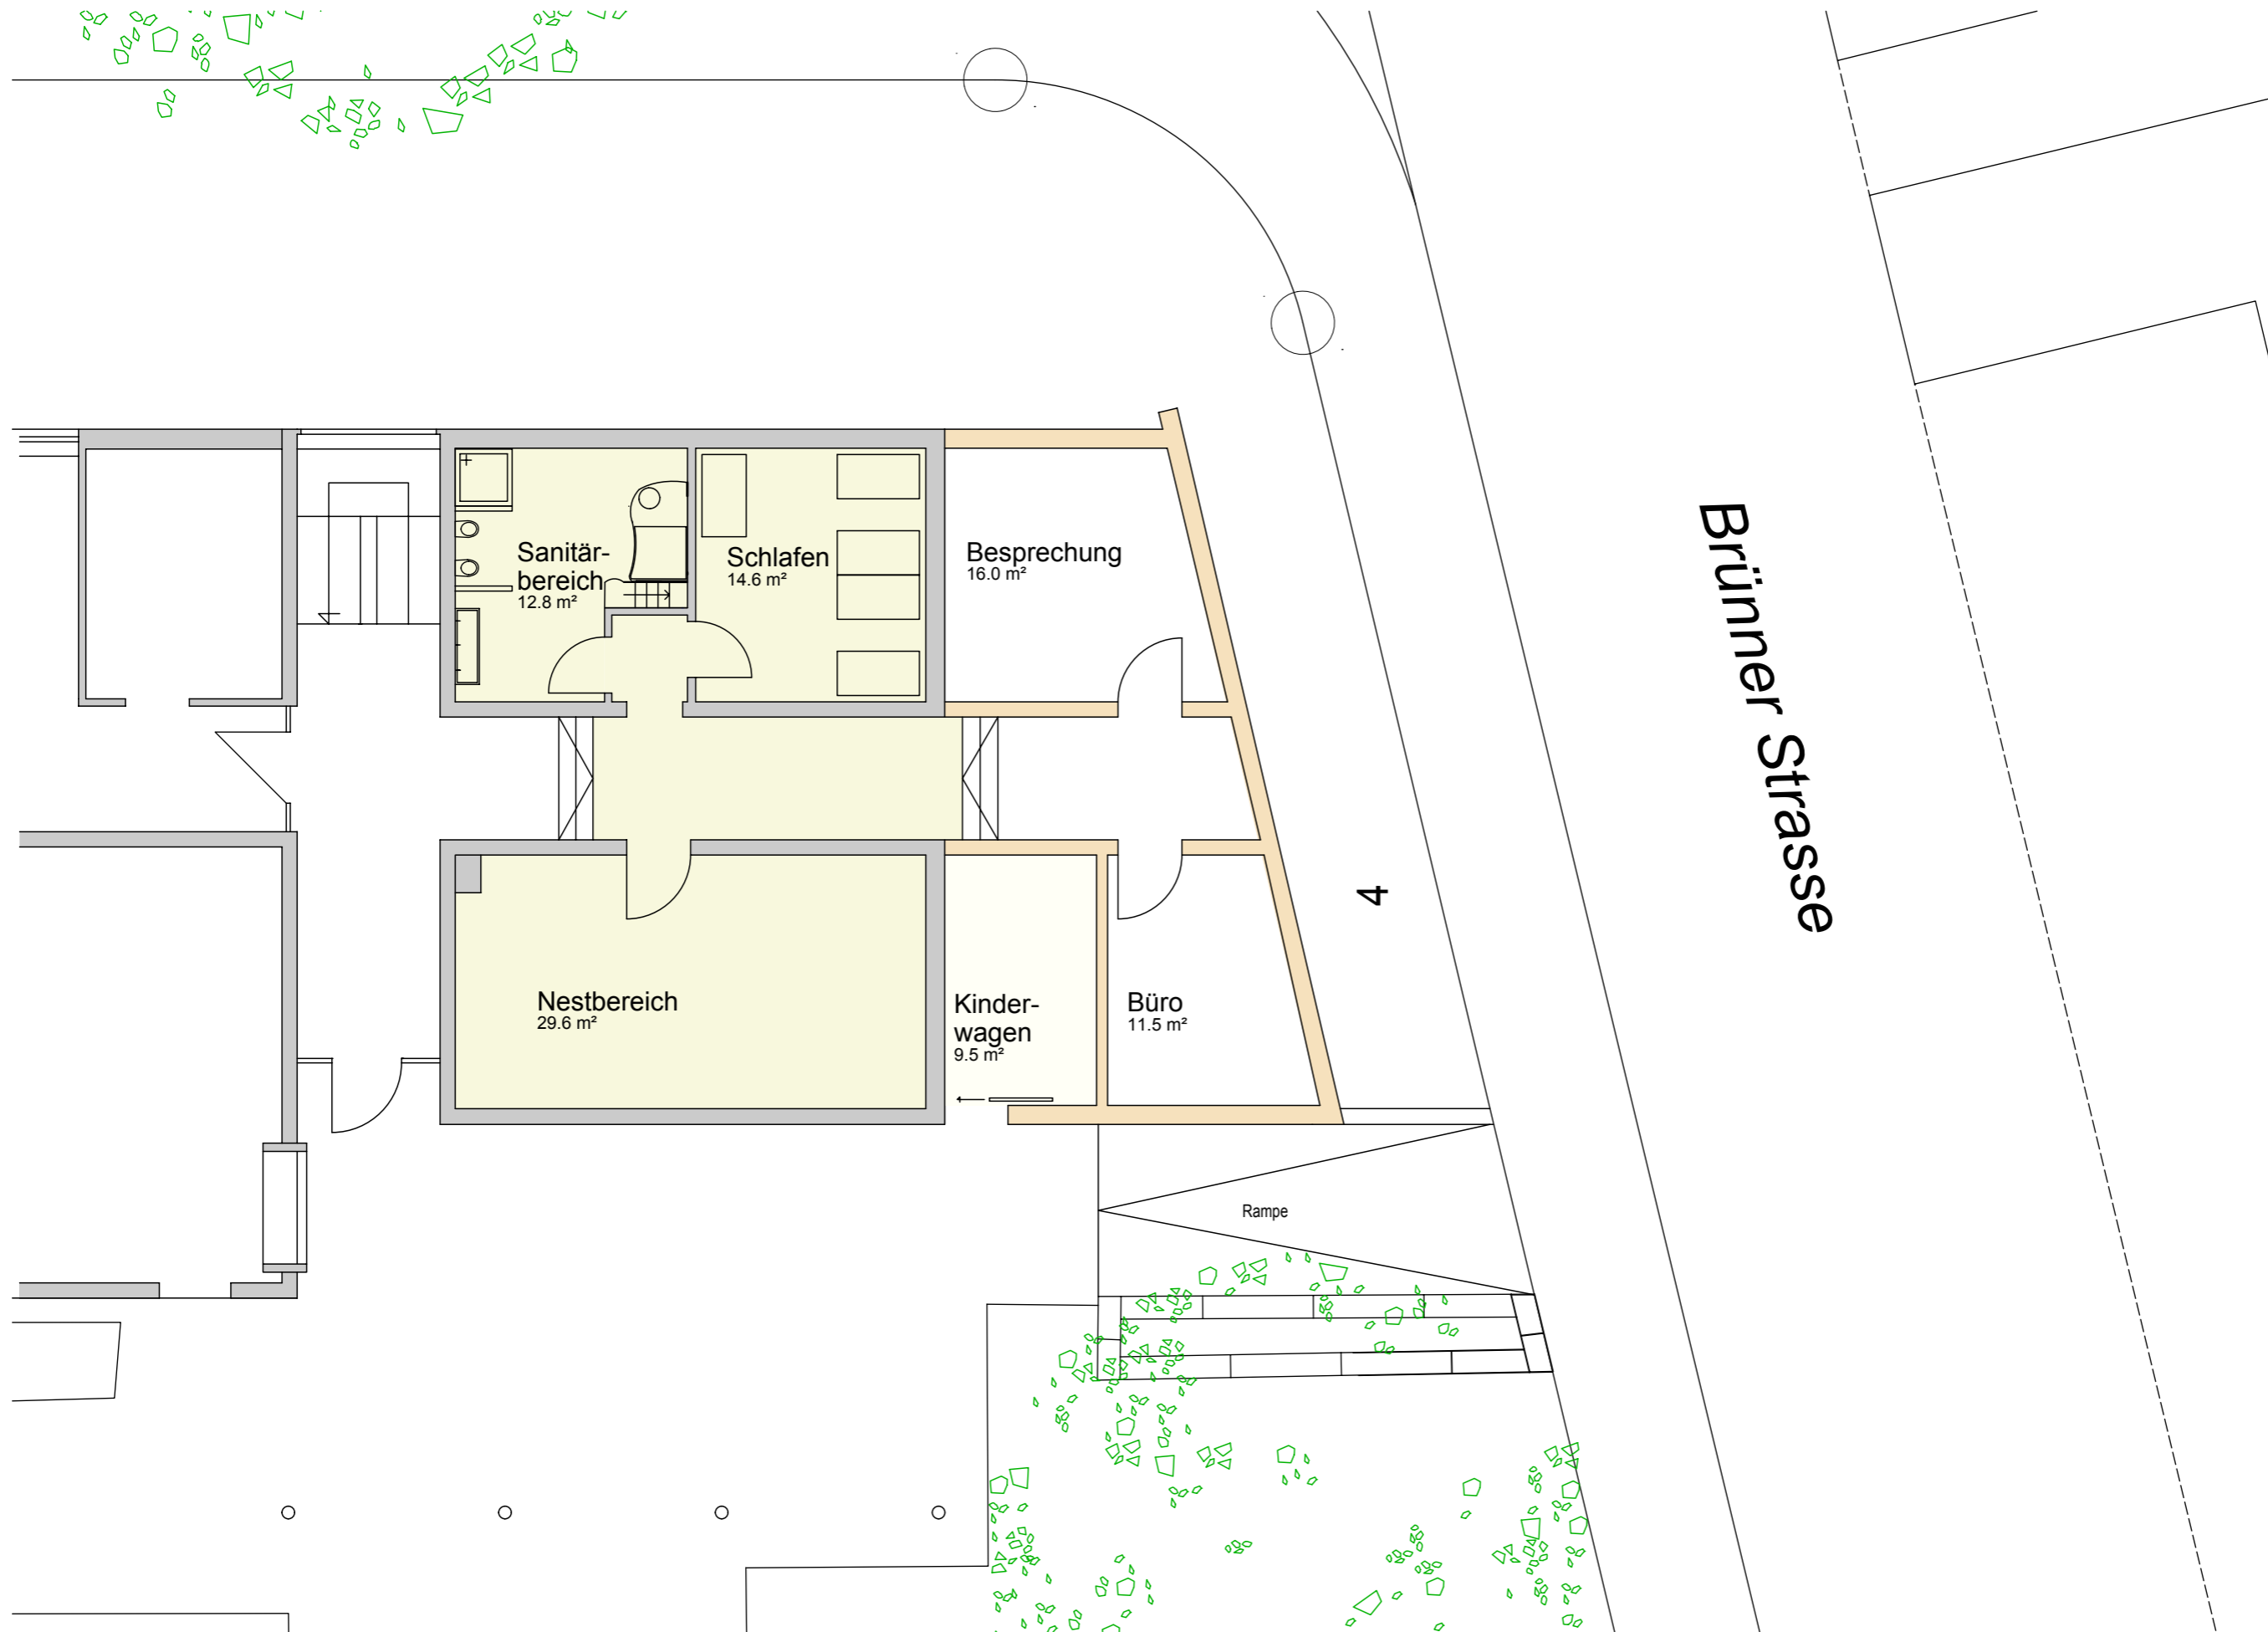 Sanitär-
bereich
12.8 m²
Schlafen
14.6 m²
Besprechung
16.0 m²
Brünner Strasse
4
Nestbereich
29.6 m²
Kinder-
wagen
9.5 m²
Büro
11.5 m²
Rampe